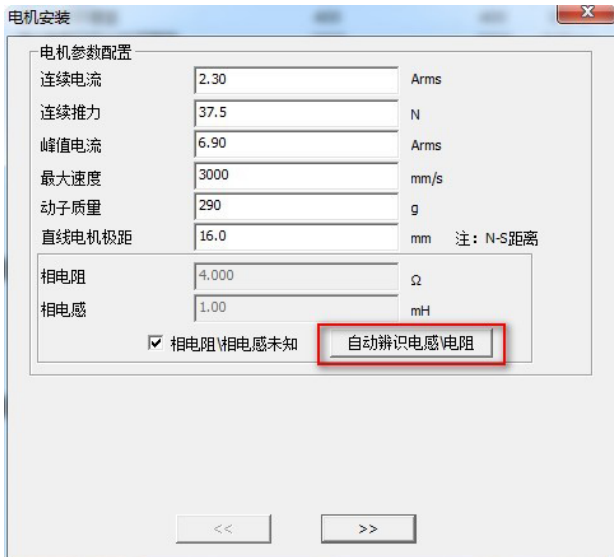 电机安装
电机参数配置
连续电流 2.30 Arms
连续推力 37.5 N
峰值电流 6.90 Arms
最大速度 3000 mm/s
动子质量 290 g
直线电机极距 16.0 mm 注：N-S距离
相电阻 4.000 Ω
相电感 1.00 mH
相电阻\相电感未知 自动辨识电感\电阻
<< >>